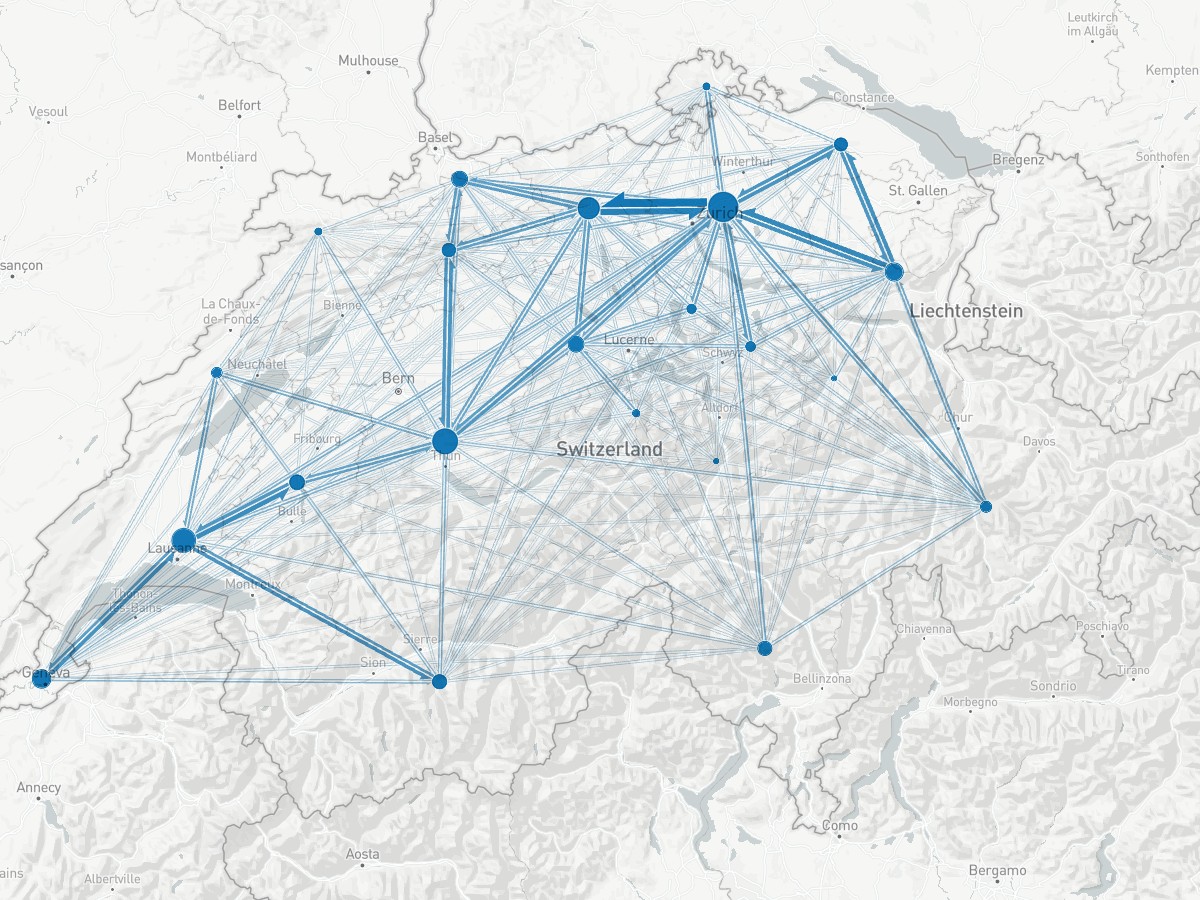 Leutkirch
im Allgäu
Mulhouse
Kempten
Belfort
Vesoul
Constance
Basel
Montbéliard
Winterthur
Bregenz
Sonthofen
St. Gallen
Zurich
sançon
La Chaux-
de-Fonds
Bienne
Liechtenstein
Lucerne
Schwyz
Neuchâtel
Bern
Altdorf
Chur
Fribourg
Switzerland
Davos
Thun
Bulle
Lausanne
Montreux
Thonon-
les-Bains
Chiavenna
Poschiavo
Sierre
Sion
Geneva
Bellinzona
Tirano
Sondrio
Morbegno
Annecy
Como
Aosta
Bergamo
ains
Albertville